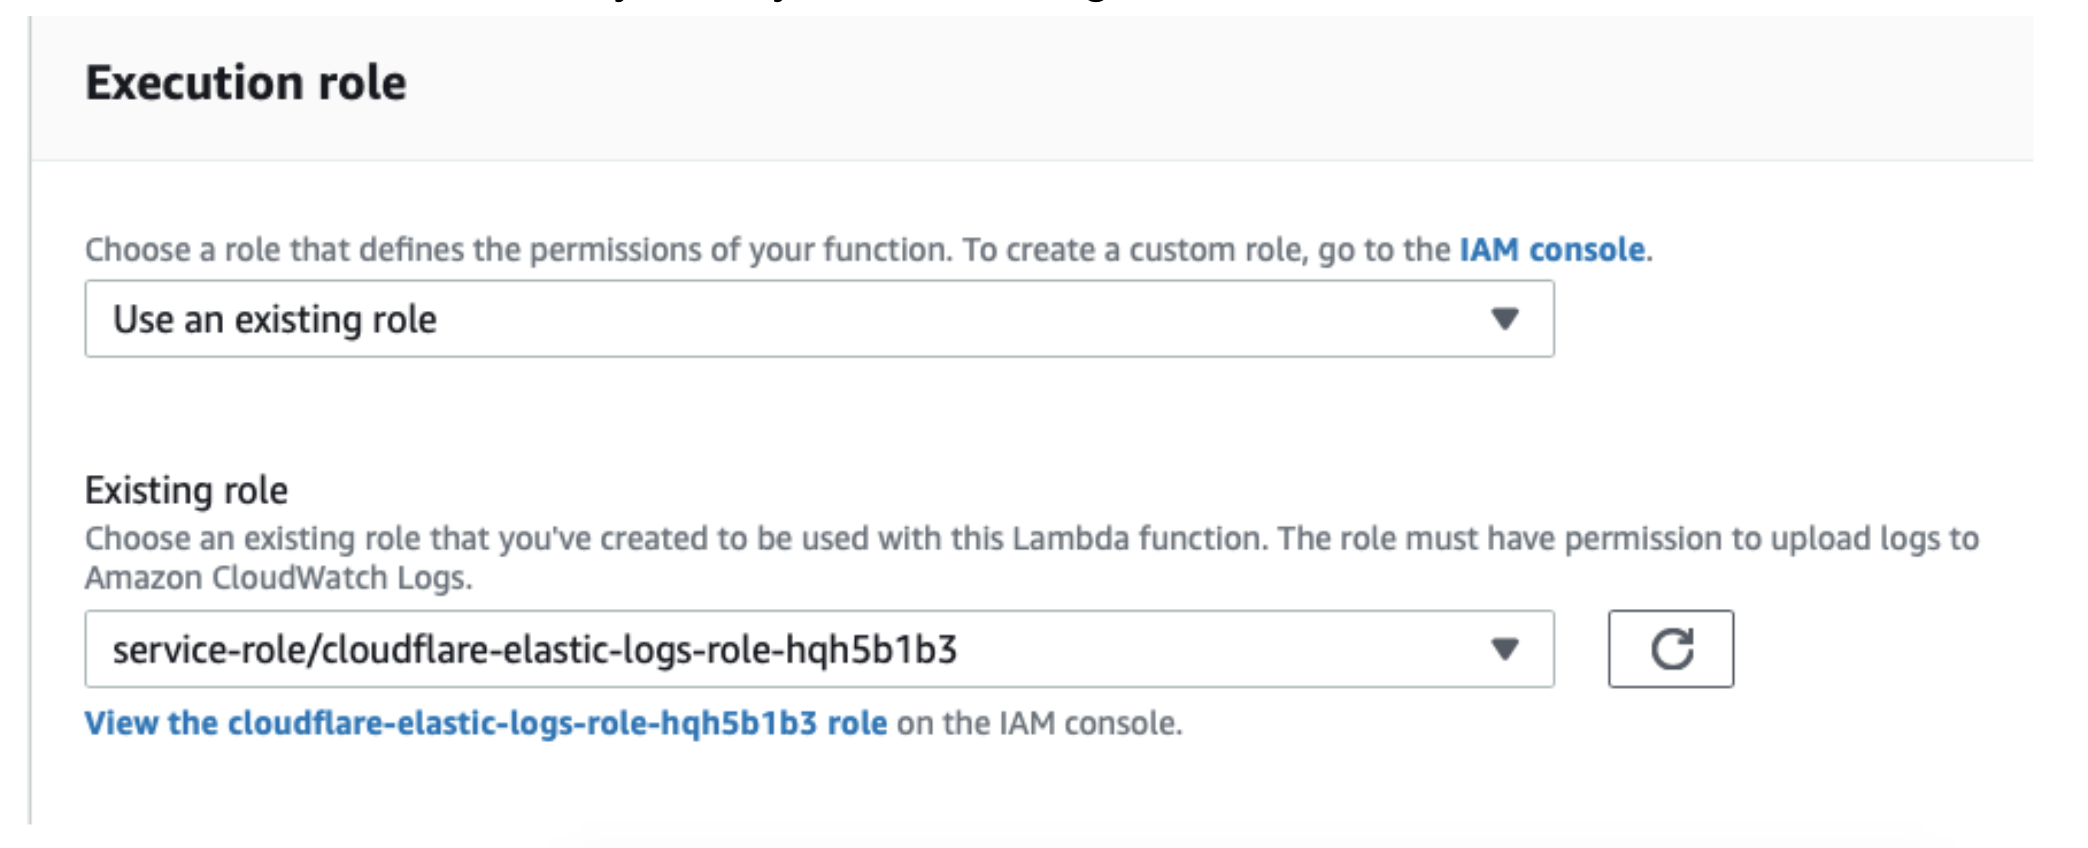 Execution role
Choose a role that defines the permissions of your function. To create a custom role, go to the IAM console.
Use an existing role
Existing role
Choose an existing role that you've created to be used with this Lambda function. The role must have permission to upload logs to
Amazon CloudWatch Logs.
service-role/cloudflare-elastic-logs-role-hqh5b1b3
View the cloudflare-elastic-logs-role-hqh5b1b3 role on the IAM console.